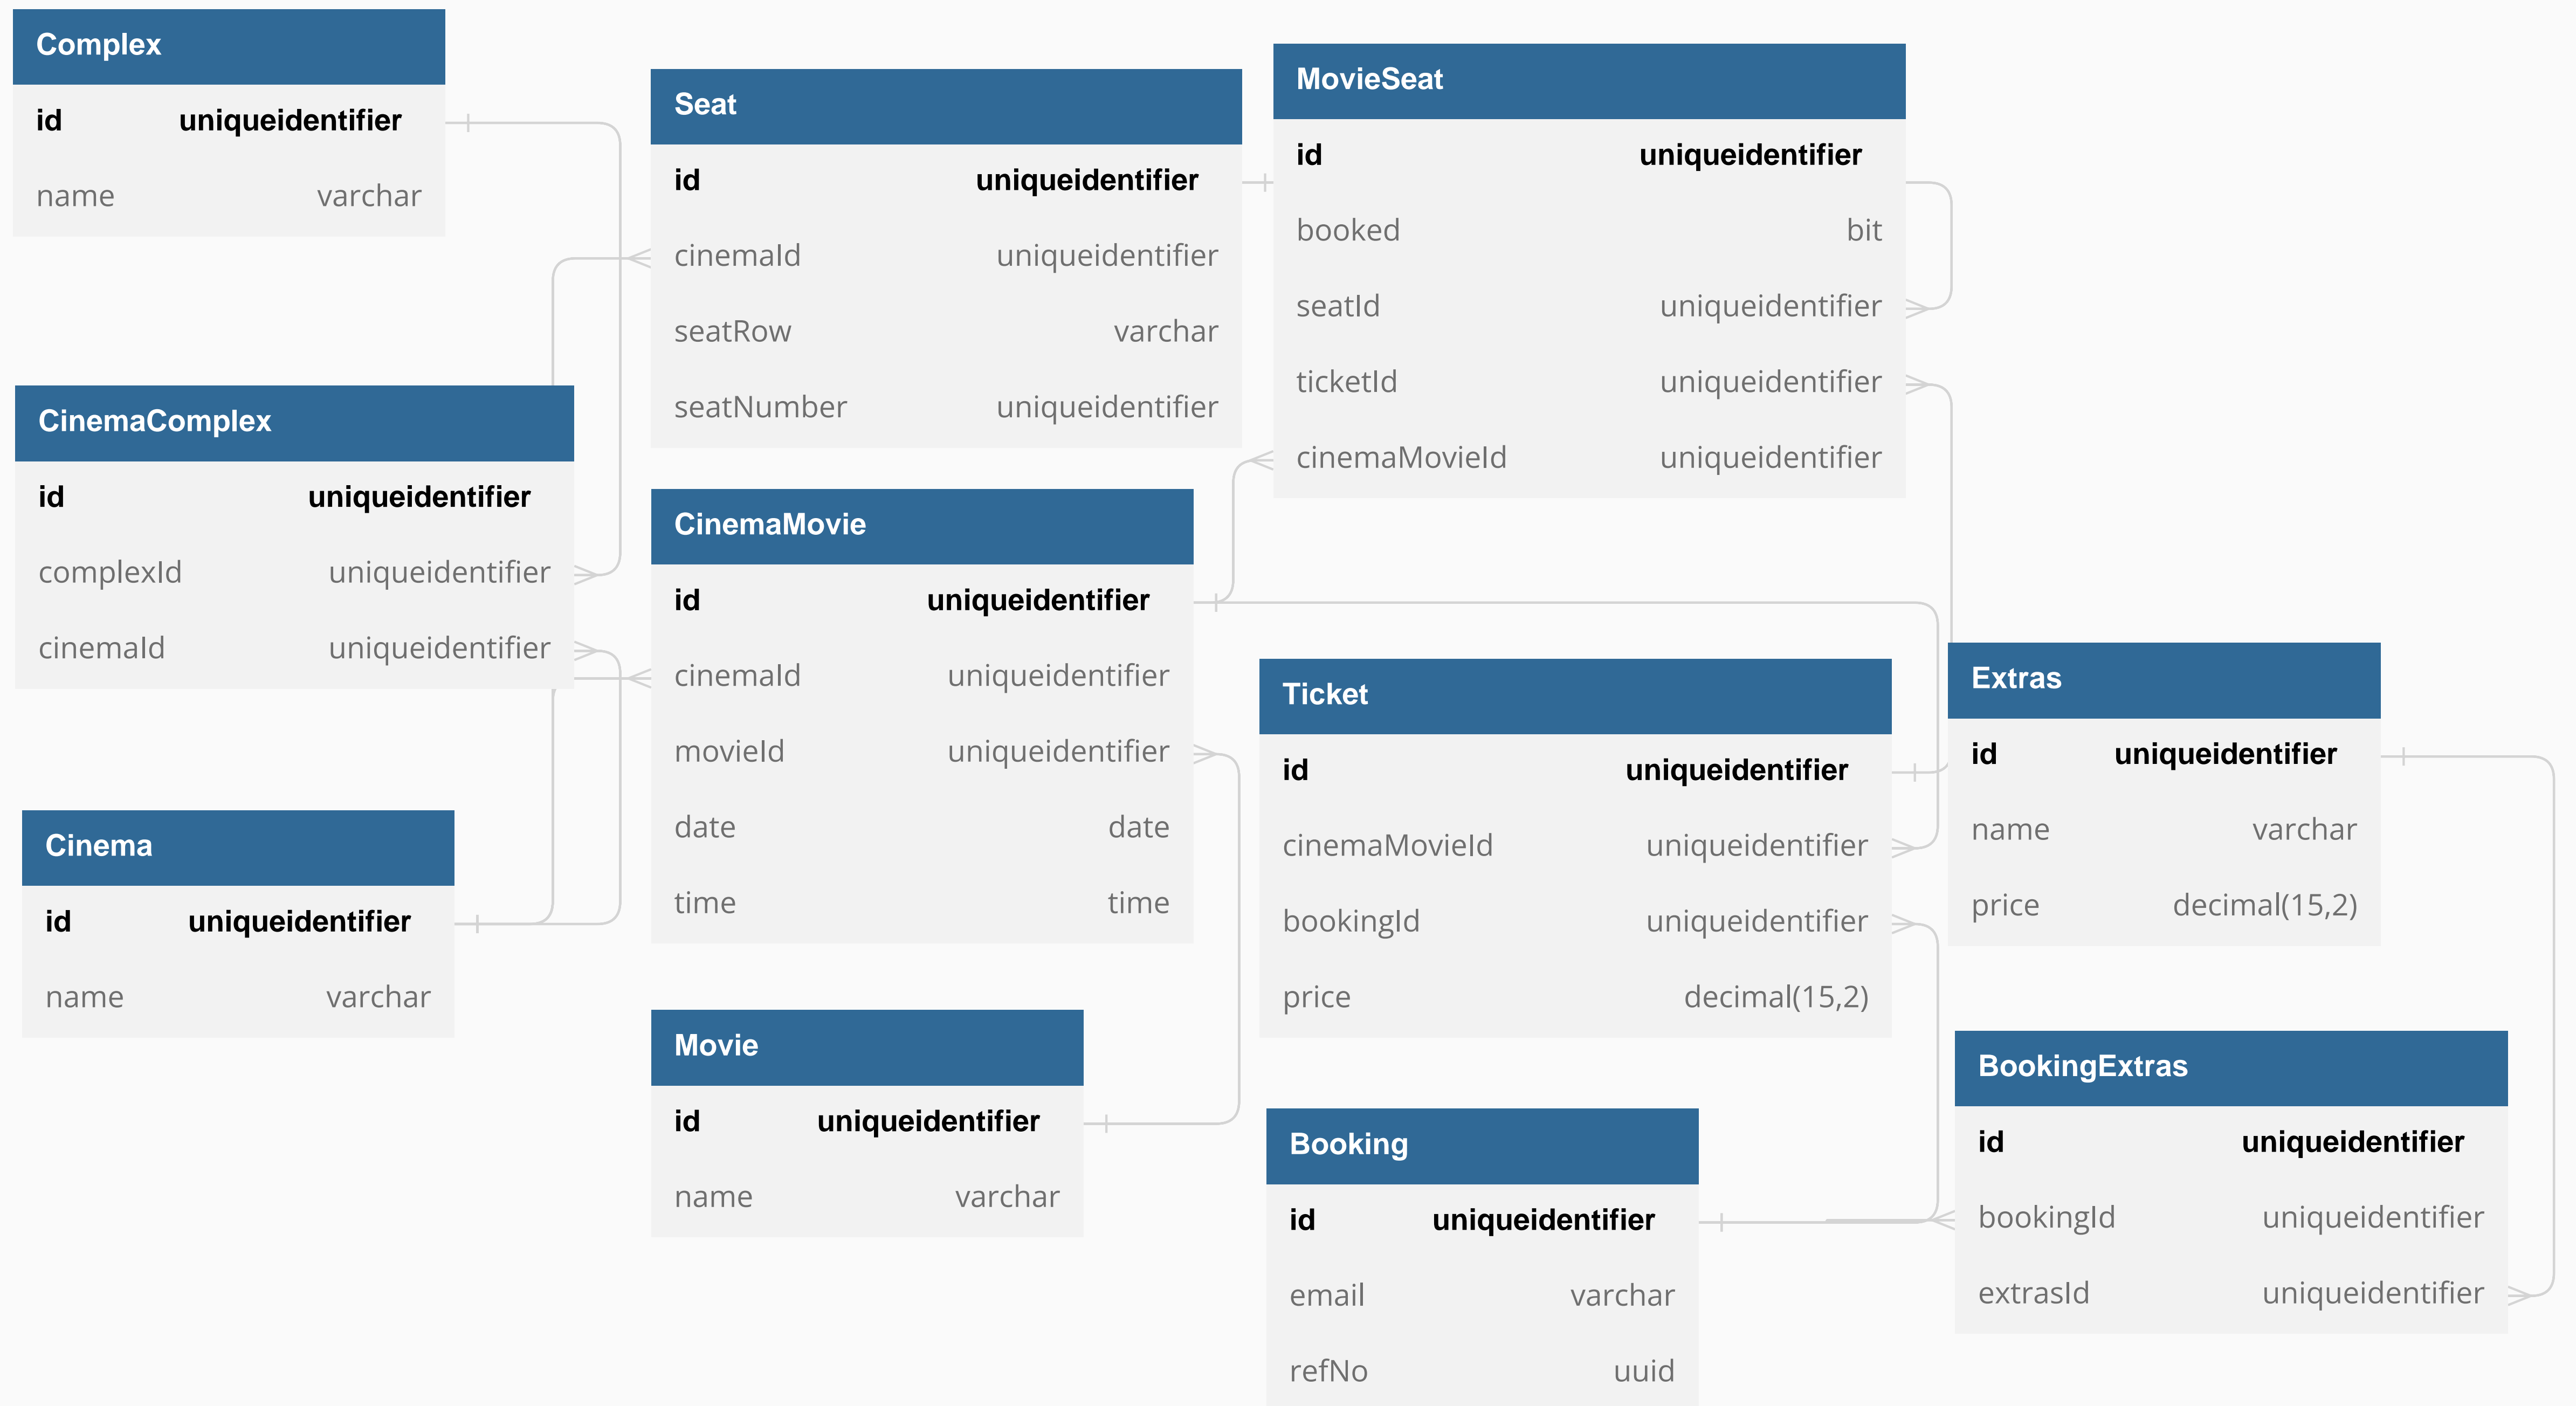 Complex
id uniqueidentifier
name varchar
CinemaComplex
id uniqueidentifier
complexId uniqueidentifier
cinemaId uniqueidentifier
Cinema
id uniqueidentifier
name varchar
Seat
id uniqueidentifier
cinemaId uniqueidentifier
seatRow varchar
seatNumber uniqueidentifier
CinemaMovie
id uniqueidentifier
cinemaId uniqueidentifier
movieId uniqueidentifier
date date
time time
Movie
id uniqueidentifier
name varchar
MovieSeat
id uniqueidentifier
booked bit
seatId uniqueidentifier
ticketId uniqueidentifier
cinemaMovieId uniqueidentifier
Ticket
id uniqueidentifier
cinemaMovieId uniqueidentifier
bookingId uniqueidentifier
price decimal(15,2)
Booking
id uniqueidentifier
email varchar
refNo uuid
Extras
id uniqueidentifier
name varchar
price decimal(15,2)
BookingExtras
id uniqueidentifier
bookingId uniqueidentifier
extrasId uniqueidentifier